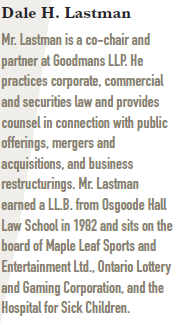 Dale H. Lastman
Mr. Lastman is a co-chair and
partner at Goodmans LLP. He
practices corporate, commercial
and securities law and provides
counsel in connection with public
offerings, mergers and
acquisitions, and business
restructurings. Mr. Lastman
earned a LL.B. from Osgoode Hall
Law School in 1982 and sits on the
board of Maple Leaf Sports and
Entertainment Ltd., Ontario Lottery
and Gaming Corporation, and the
Hospital for Sick Children.